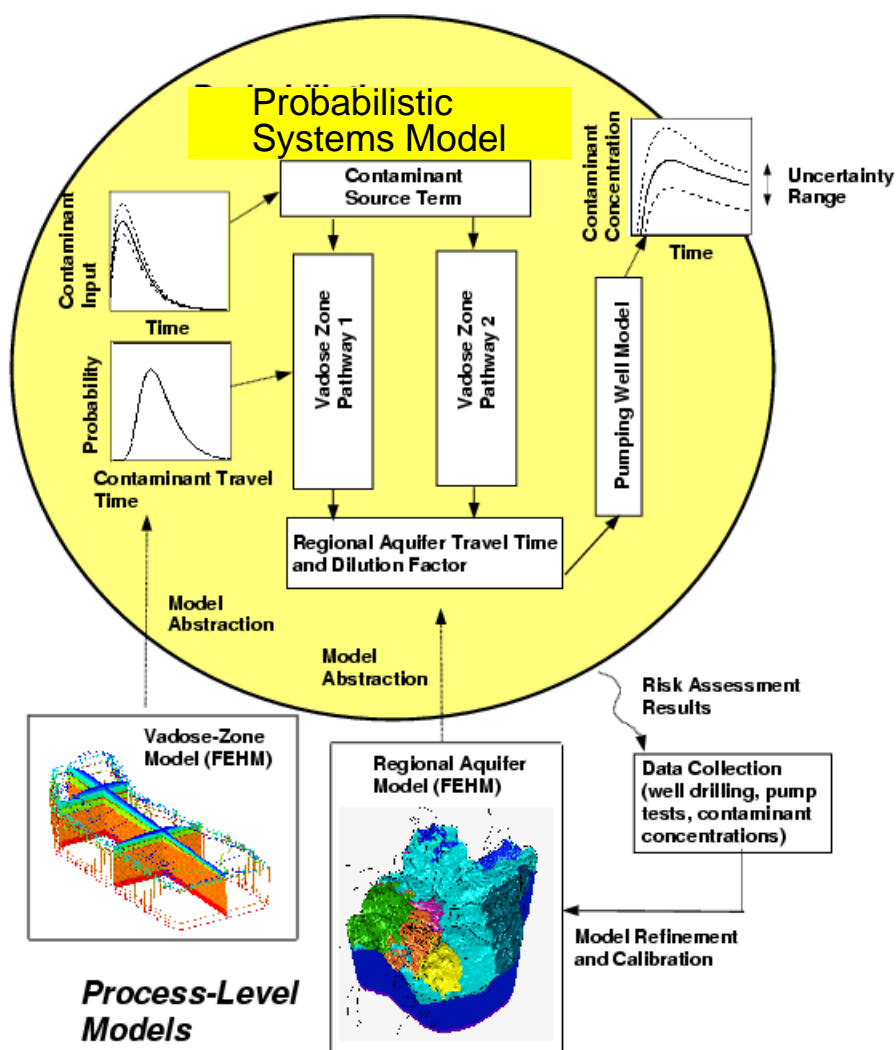 Probabilistic
Systems Model
Contaminant
Source Term
Contaminant
Input
Time
Vadose Zone
Pathway 1
Vadose Zone
Pathway 2
Contaminant
Concentration
Time
Uncertainty
Range
Probability
Contaminant Travel
Time
Pumping Well Model
Regional Aquifer Travel Time
and Dilution Factor
Model
Abstraction
Model
Abstraction
Risk Assessment
Results
Vadose-Zone
Model (FEHM)
Regional Aquifer
Model (FEHM)
Data Collection
(well drilling, pump
tests, contaminant
concentrations)
Model Refinement
and Calibration
Process-Level
Models